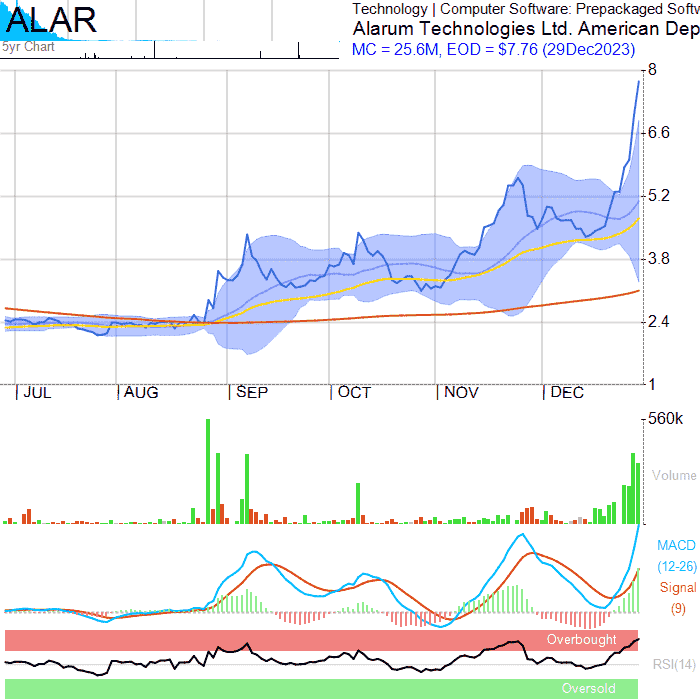 ALAR
Technology | Computer Software: Prepackaged Softw
Alarum Technologies Ltd. American Dep
MC = 25.6M, EOD = $7.76 (29Dec2023)
5yr Chart
8
6.6
5.2
3.8
2.4
1
JUL AUG SEP OCT NOV DEC
560k
Volume
MACD
(12-26)
Signal
(9)
Overbought
RSI(14)
Oversold